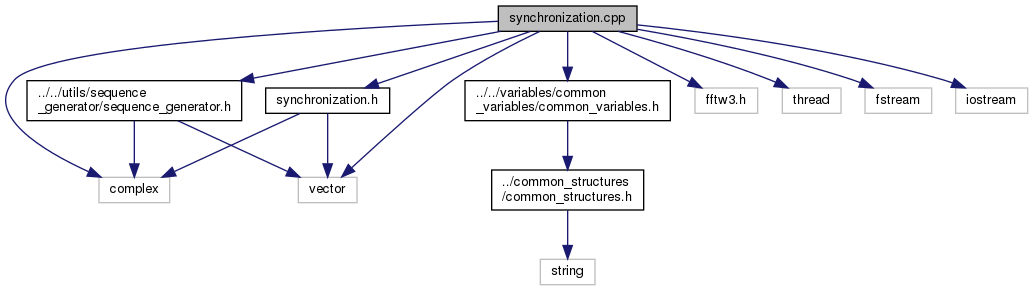 synchronization.cpp
../../utils/sequence
_generator/sequence_generator.h
synchronization.h
../../variables/common
_variables/common_variables.h
fftw3.h
thread
fstream
iostream
complex
vector
../common_structures
/common_structures.h
string